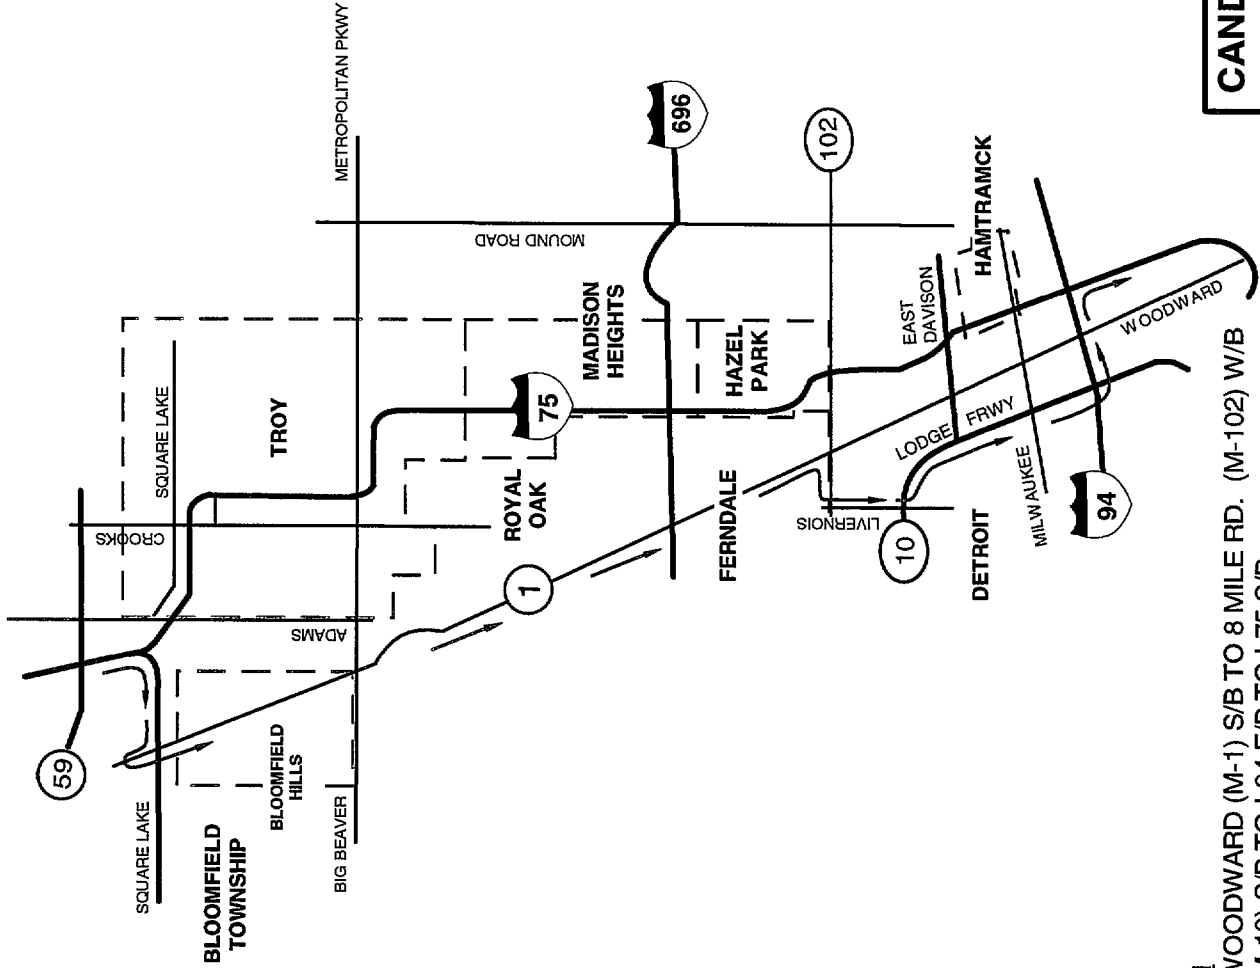 METROPOLITAN PKWY
CAND
696
102
MOUND ROAD
HAMTRAMCK
MADISON
HEIGHTS
HAZEL
PARK
EAST
DAVISON
WOODWARD
SQUARE LAKE
TROY
75
LODGE FRWY
CROOKS
ROYAL
OAK
FERNDALE
LIVERNOIS
MILWAUKEE
94
10
DETROIT
1
ADAMS
59
BLOOMFIELD
HILLS
SQUARE LAKE
BLOOMFIELD
TOWNSHIP
BIG BEAVER
WOODWARD (M-1) S/B TO 8 MILE RD. (M-102) W/B